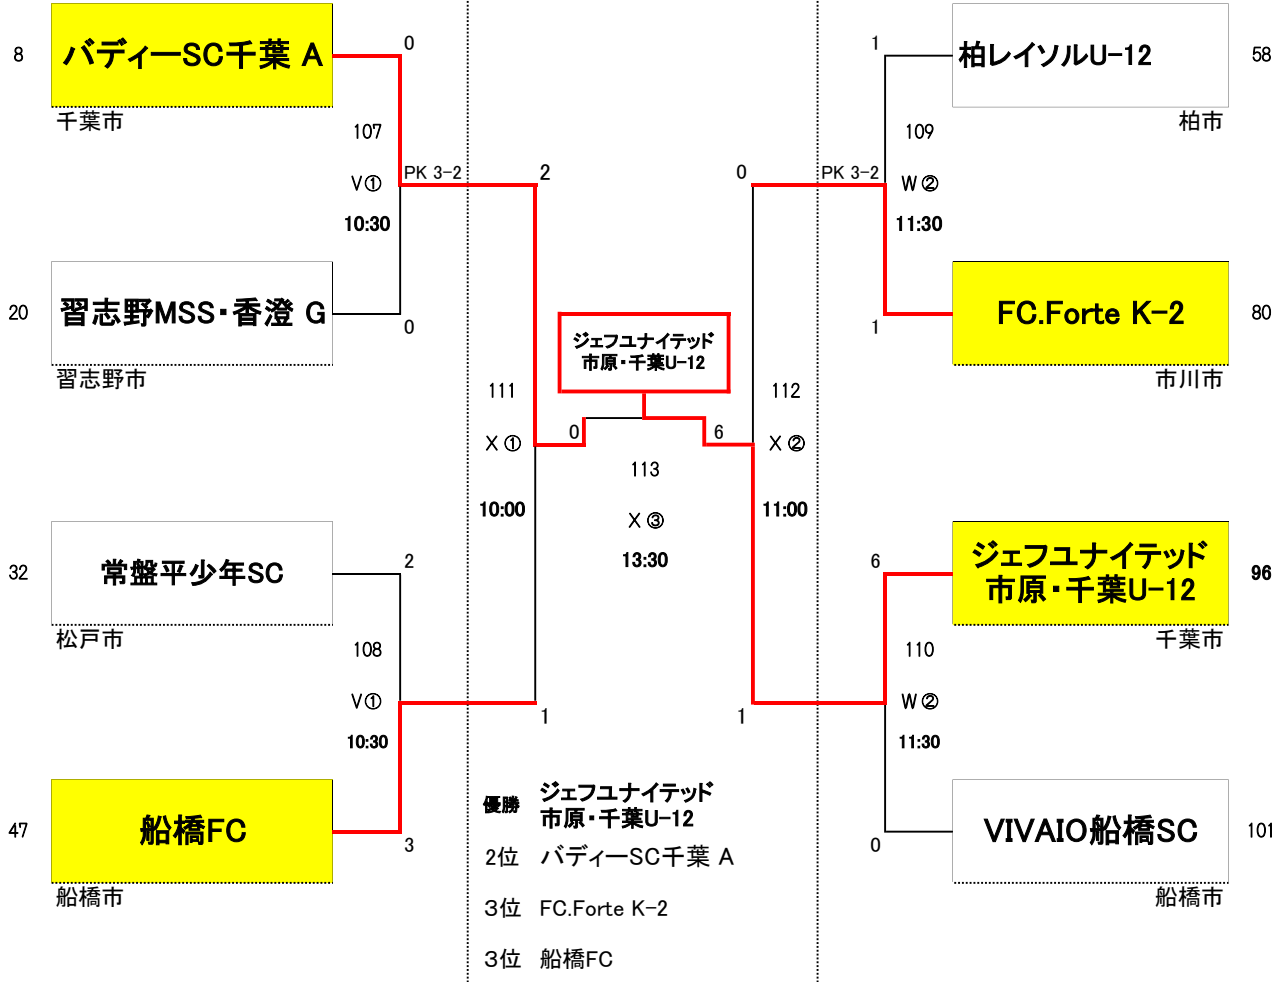 8
バディーSC千葉 A
千葉市
0
107
V①
10:30
PK 3-2
20
習志野MSS・香澄 G
習志野市
0
32
常盤平少年SC
松戸市
2
108
V①
10:30
47
船橋FC
船橋市
3
2
111
X①
10:00
1
ジェフユナイテッド
市原・千葉U-12
0
6
113
X③
13:30
0
112
X②
11:00
1
1
柏レイソルU-12
58
柏市
109
PK 3-2
W②
11:30
1
FC.Forte K-2
80
市川市
6
ジェフユナイテッド
市原・千葉U-12
96
千葉市
110
W②
11:30
0
VIVAIO船橋SC
101
船橋市
優勝 ジェフユナイテッド
市原・千葉U-12
2位 バディーSC千葉 A
3位 FC.Forte K-2
3位 船橋FC